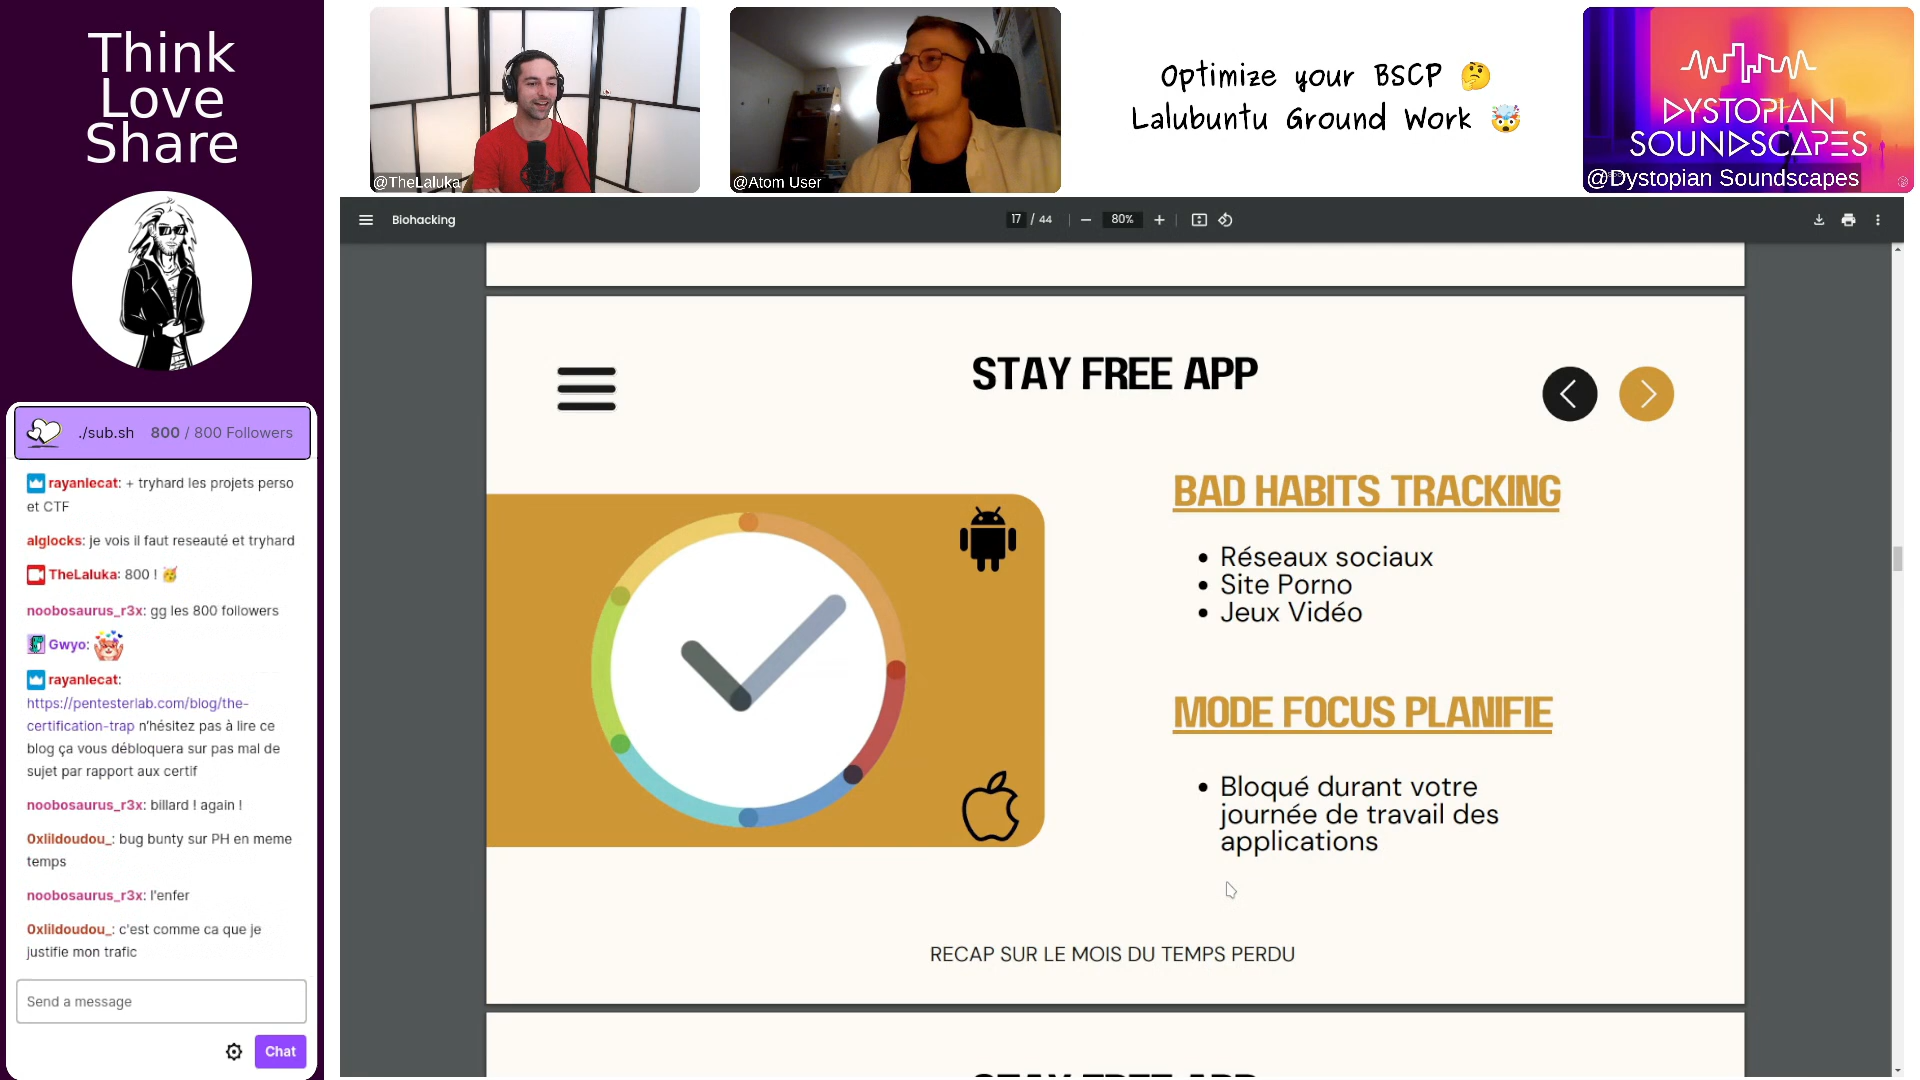 Think
Love
Share
@TheLaluka
@Atom User
Optimize your BSCP 🤔
Lalubuntu Ground Work 🤯
DYSTOPIAN
SOUNDSCAPES
@Dystopian Soundscapes
Biohacking
17 / 44
80%
./sub.sh 800 / 800 Followers
rayanlecat: + tryhard les projets perso
et CTF
alglocks: je vois il faut reseauté et tryhard
TheLaluka: 800 ! 🥳
noobosaurus_r3x: gg les 800 followers
Gwyo:
rayanlecat:
https://pentesterlab.com/blog/the-
certification-trap n'hésitez pas à lire ce
blog ça vous débloquera sur pas mal de
sujet par rapport aux certif
noobosaurus_r3x: billard ! again !
0xlildoudou_: bug bunty sur PH en meme
temps
noobosaurus_r3x: l'enfer
0xlildoudou_: c'est comme ca que je
justifie mon trafic
Send a message
Chat
STAY FREE APP
BAD HABITS TRACKING
• Réseaux sociaux
• Site Porno
• Jeux Vidéo
MODE FOCUS PLANIFIE
• Bloqué durant votre
journée de travail des
applications
RECAP SUR LE MOIS DU TEMPS PERDU
STAY FREE APP